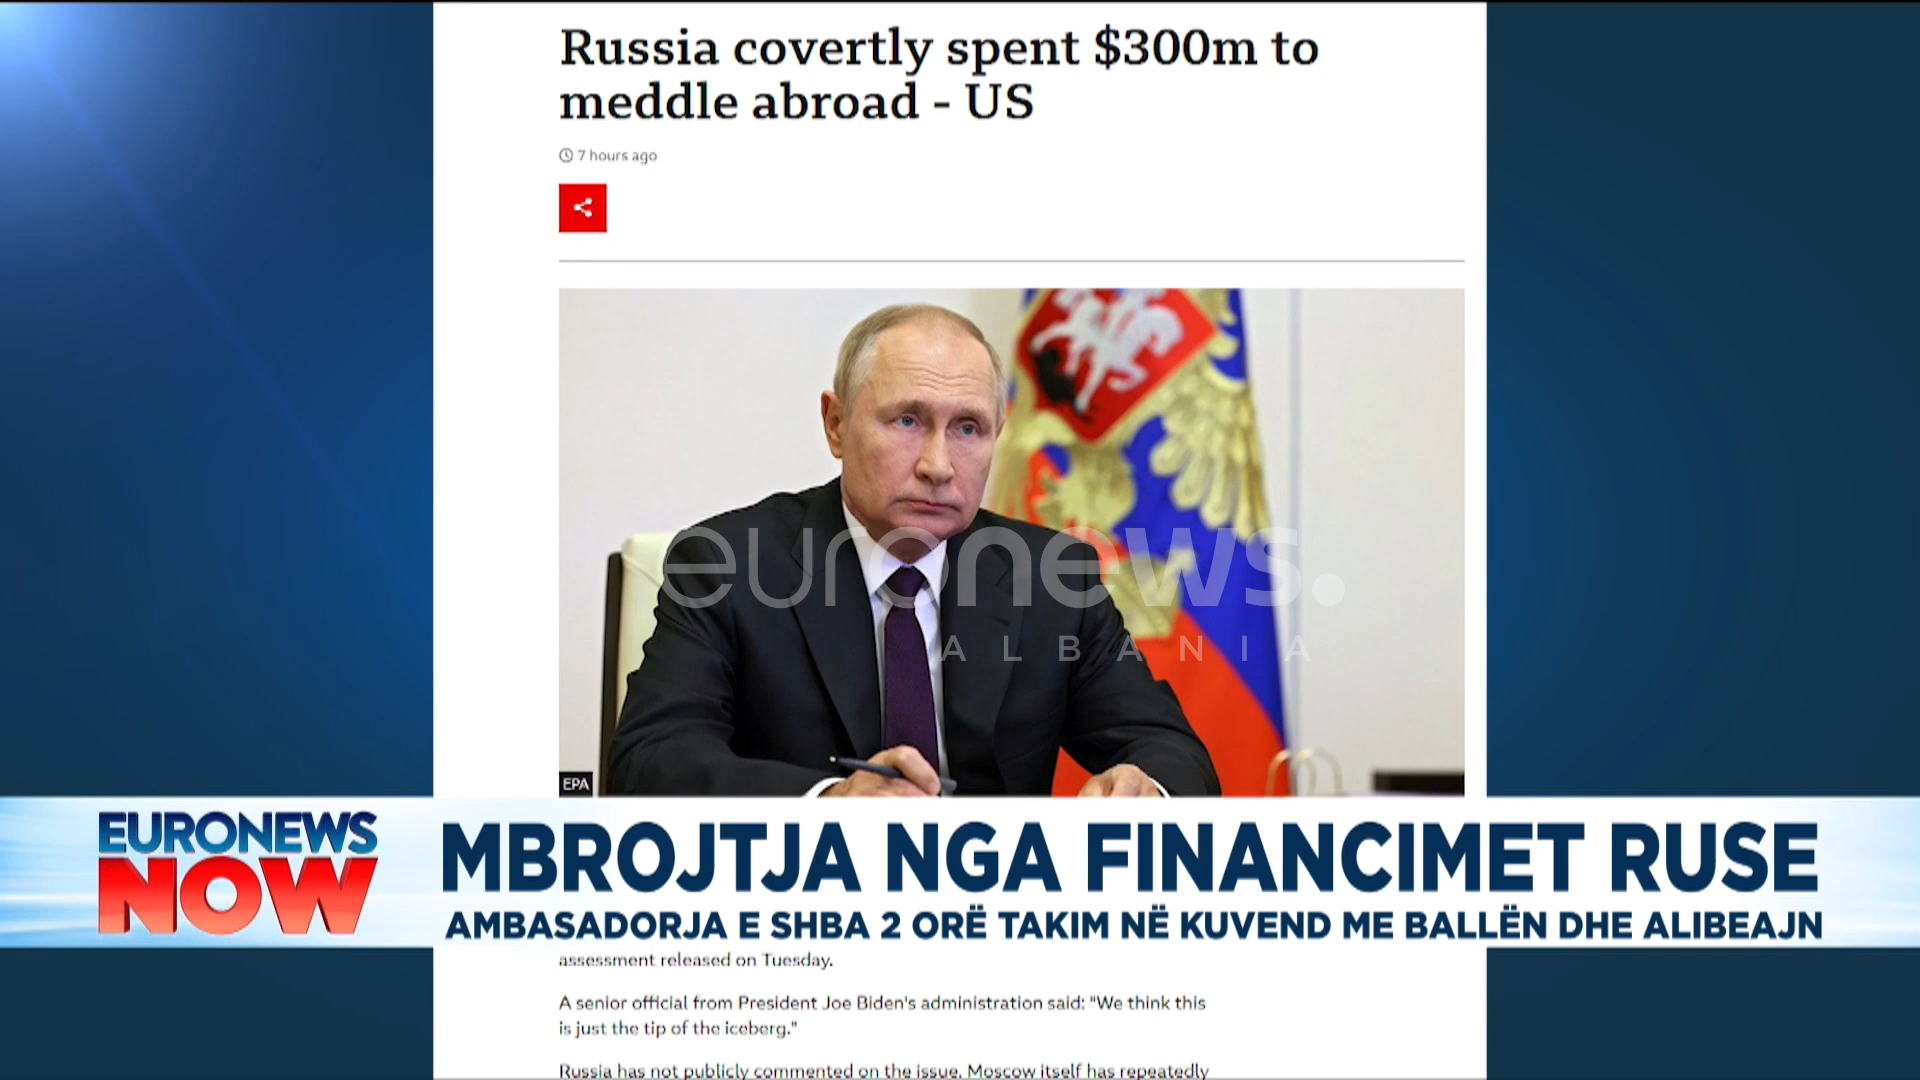 Russia covertly spent $300m to
meddle abroad - US
7 hours ago
euronews.
ALBANIA
EPA
EURONEWS
NOW
MBROJTJA NGA FINANCIMET RUSE
AMBASADORJA E SHBA 2 ORË TAKIM NË KUVEND ME BALLËN DHE ALIBEAJN
assessment released on Tuesday.
A senior official from President Joe Biden's administration said: "We think this
is just the tip of the iceberg."
Russia has not publicly commented on the issue. Moscow itself has repeatedly